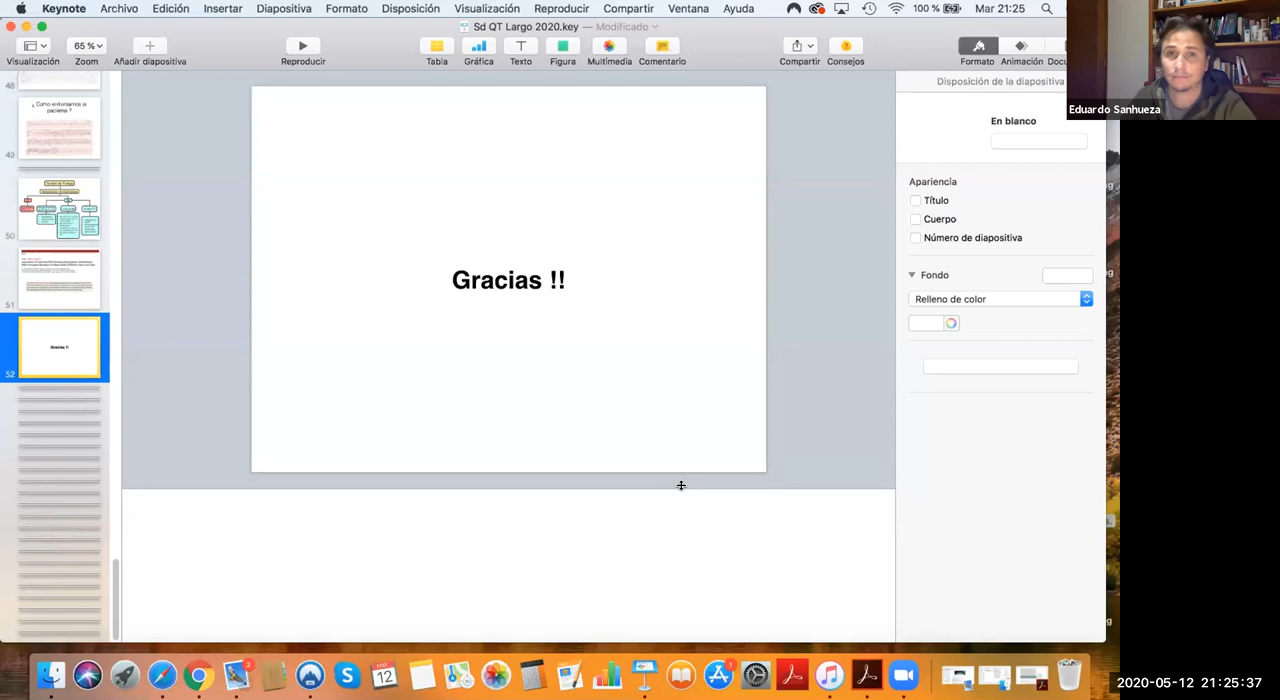 Keynote Archivo Edición Insertar Diapositiva Formato Disposición Visualización Reproducir Compartir Ventana Ayuda 100 % Mar 21:25
Sd QT Largo 2020.key — Modificado
65 %
Visualización Zoom Añadir diapositiva Reproducir Tabla Gráfica Texto Figura Multimedia Comentario Compartir Consejos Formato Animación Docu
Eduardo Sanhueza
48
¿ Como enfrentamos al
paciente ?
49
50
51
Gracias !!
52
Gracias !!
Disposición de la diapositiva
En blanco
Apariencia
Título
Cuerpo
Número de diapositiva
Fondo
Relleno de color
12
2
1
2020-05-12 21:25:37